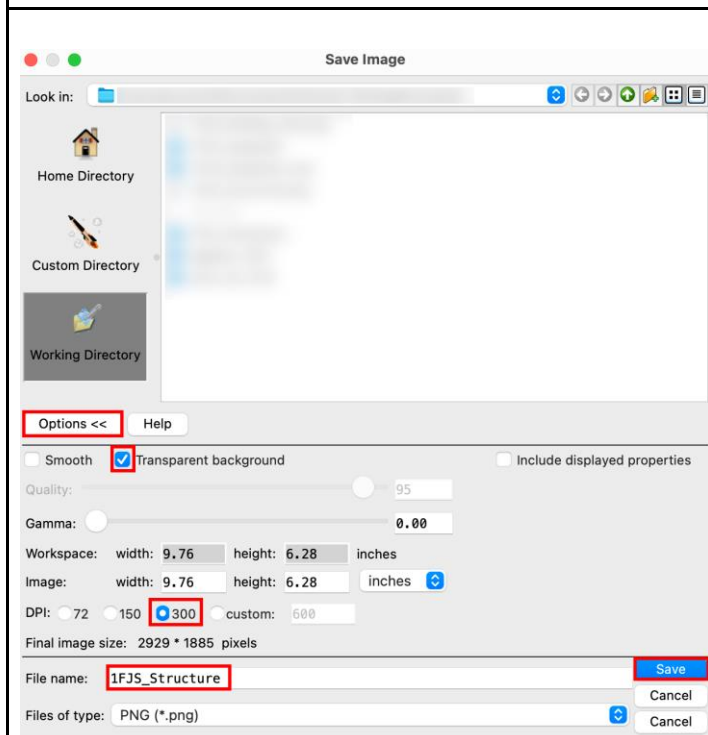 Save Image
Look in:
Home Directory
Custom Directory
Working Directory
Options << Help
Smooth Transparent background Include displayed properties
Quality: 95
Gamma: 0.00
Workspace: width: 9.76 height: 6.28 inches
Image: width: 9.76 height: 6.28 inches
DPI: 72 150 300 custom: 600
Final image size: 2929 * 1885 pixels
File name: 1FJS_Structure Save
Cancel
Files of type: PNG (*.png) Cancel